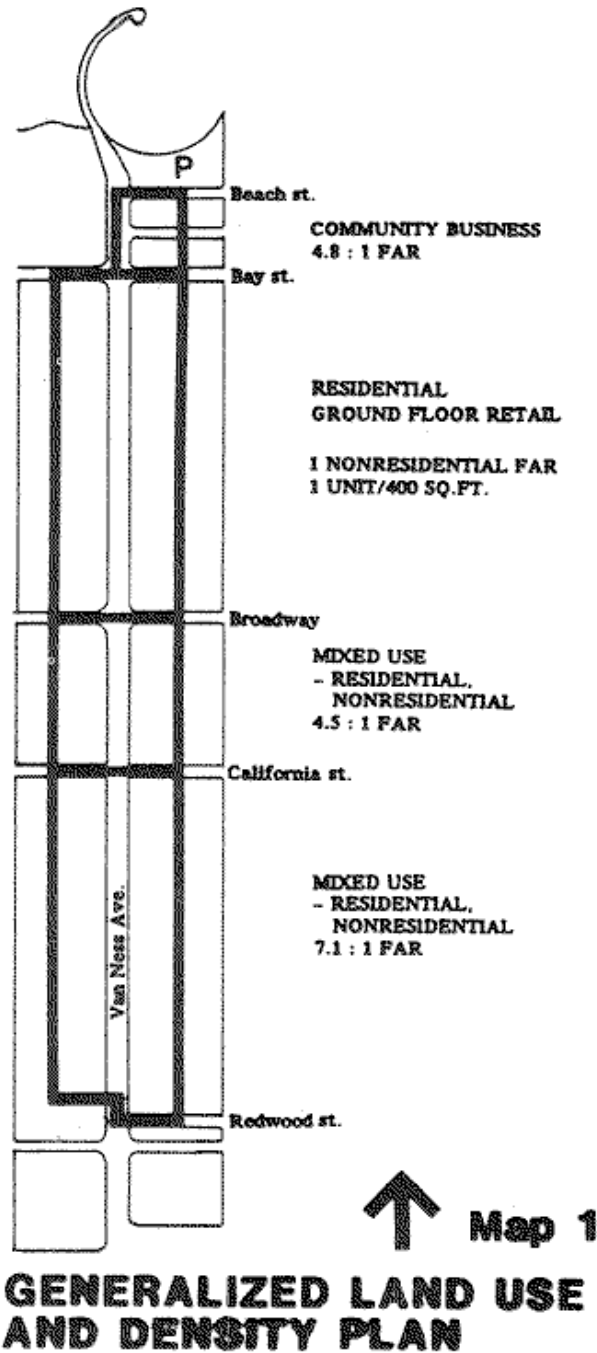 P
Beach st.
COMMUNITY BUSINESS
4.8 : 1 FAR
Bay st.
RESIDENTIAL
GROUND FLOOR RETAIL
1 NONRESIDENTIAL FAR
1 UNIT/400 SQ.FT.
Broadway
MIXED USE
- RESIDENTIAL,
NONRESIDENTIAL
4.5 : 1 FAR
California st.
MIXED USE
- RESIDENTIAL,
NONRESIDENTIAL
7.1 : 1 FAR
Van Ness Ave.
Redwood st.
Map 1
GENERALIZED LAND USE
AND DENSITY PLAN